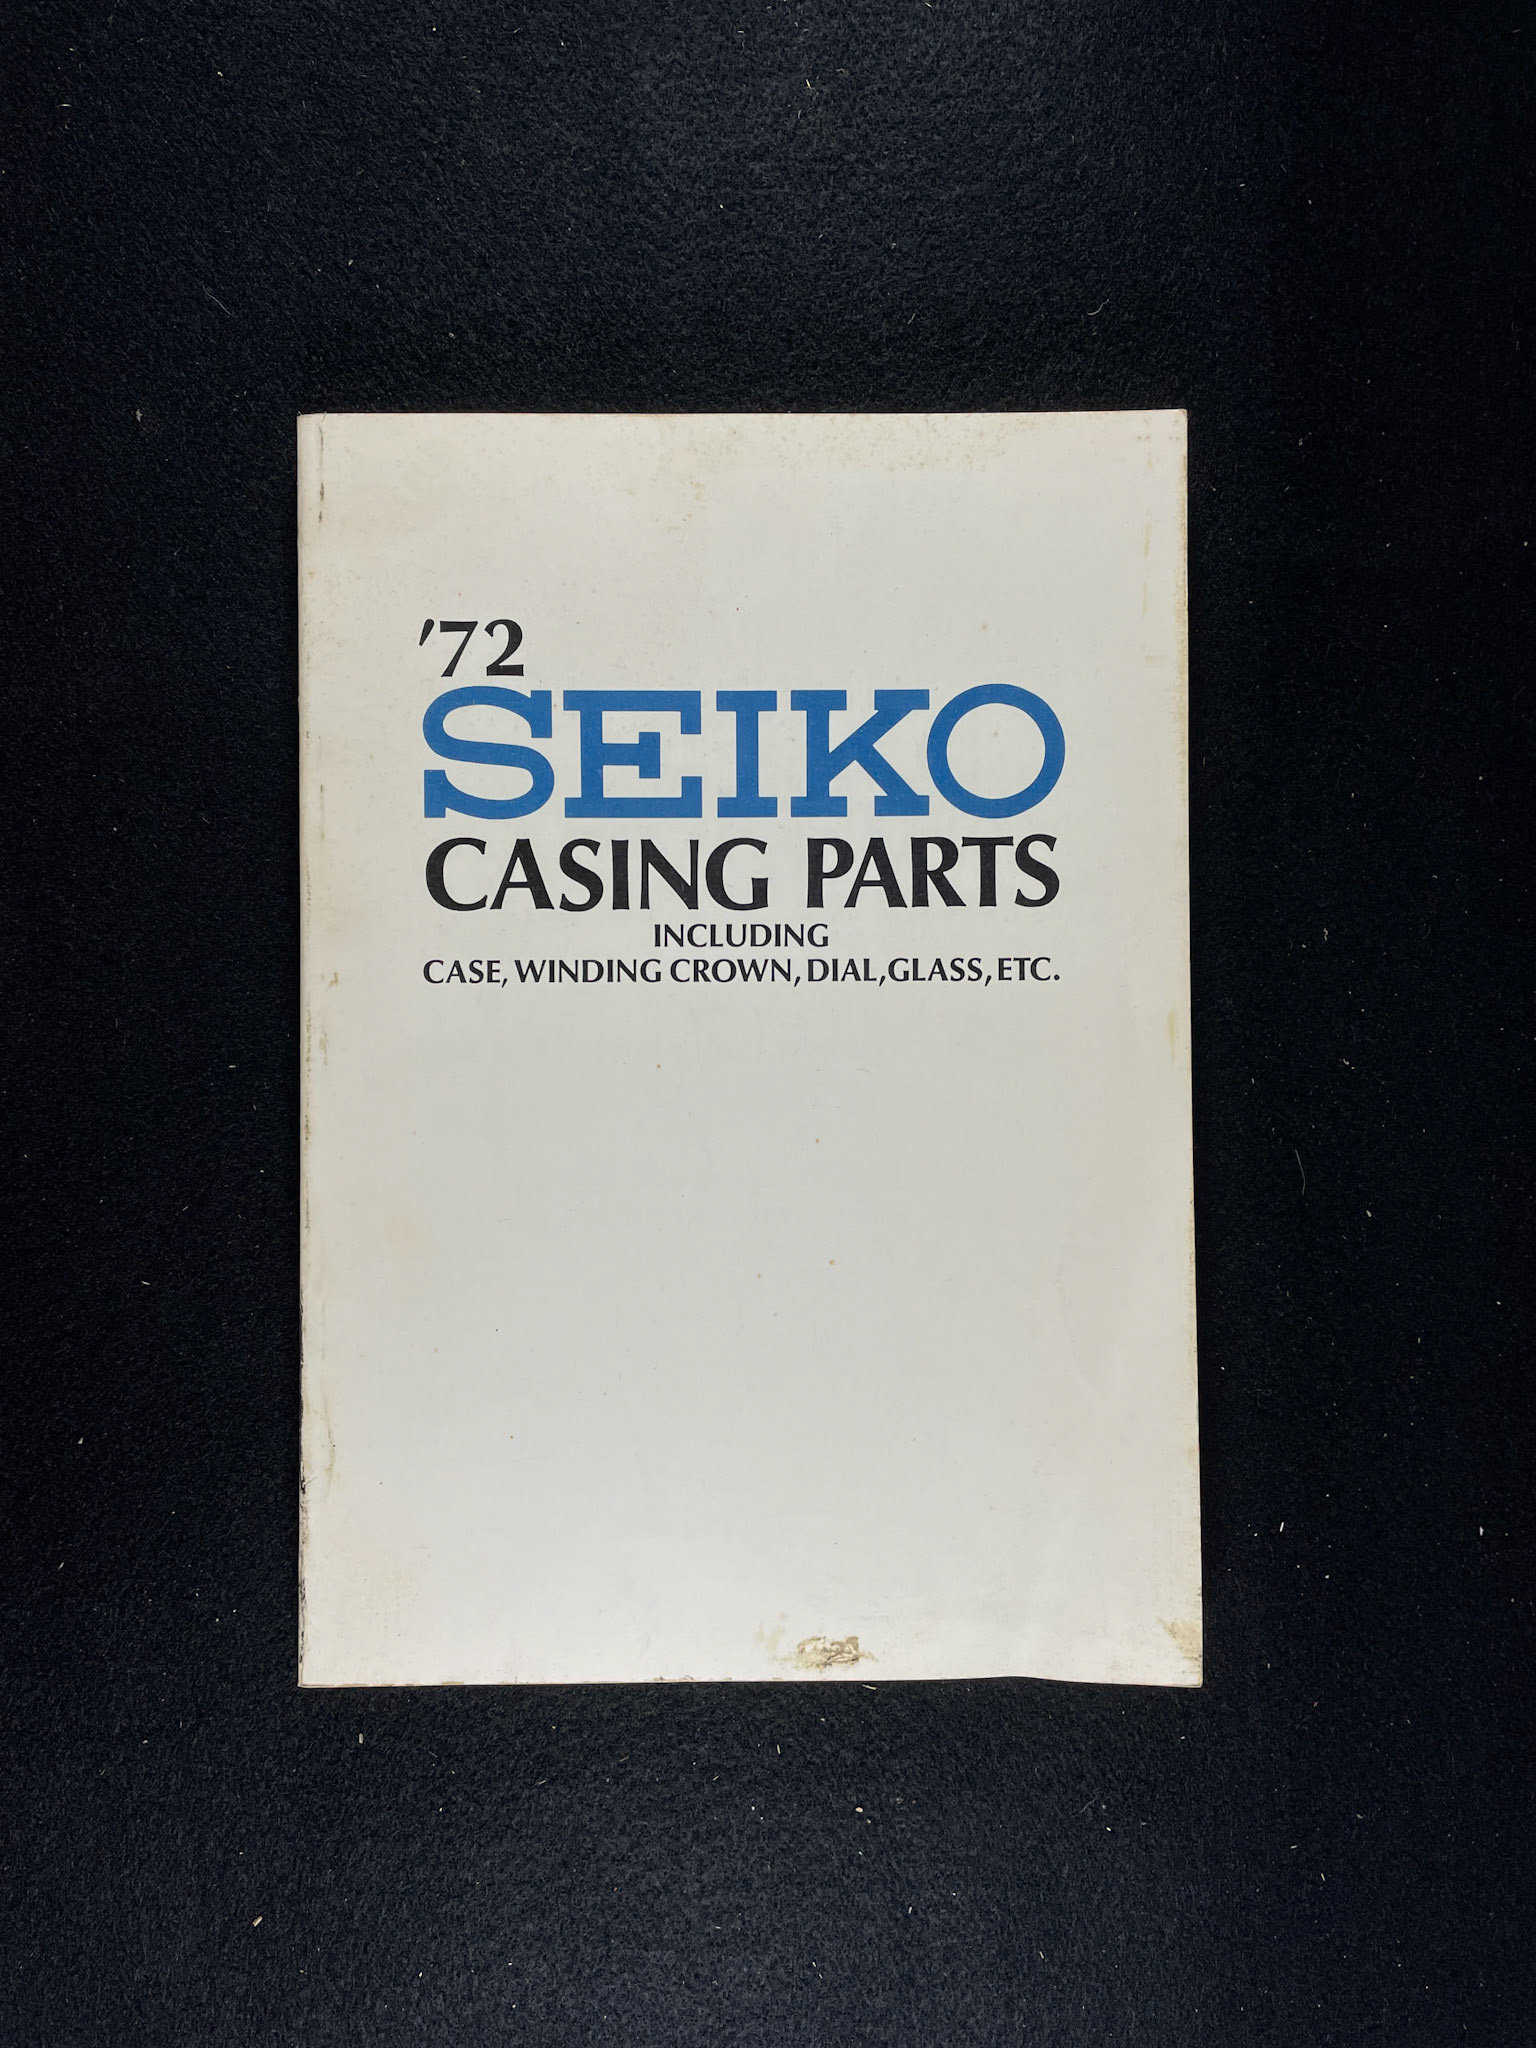 '72
SEIKO
CASING PARTS
INCLUDING
CASE, WINDING CROWN, DIAL, GLASS, ETC.